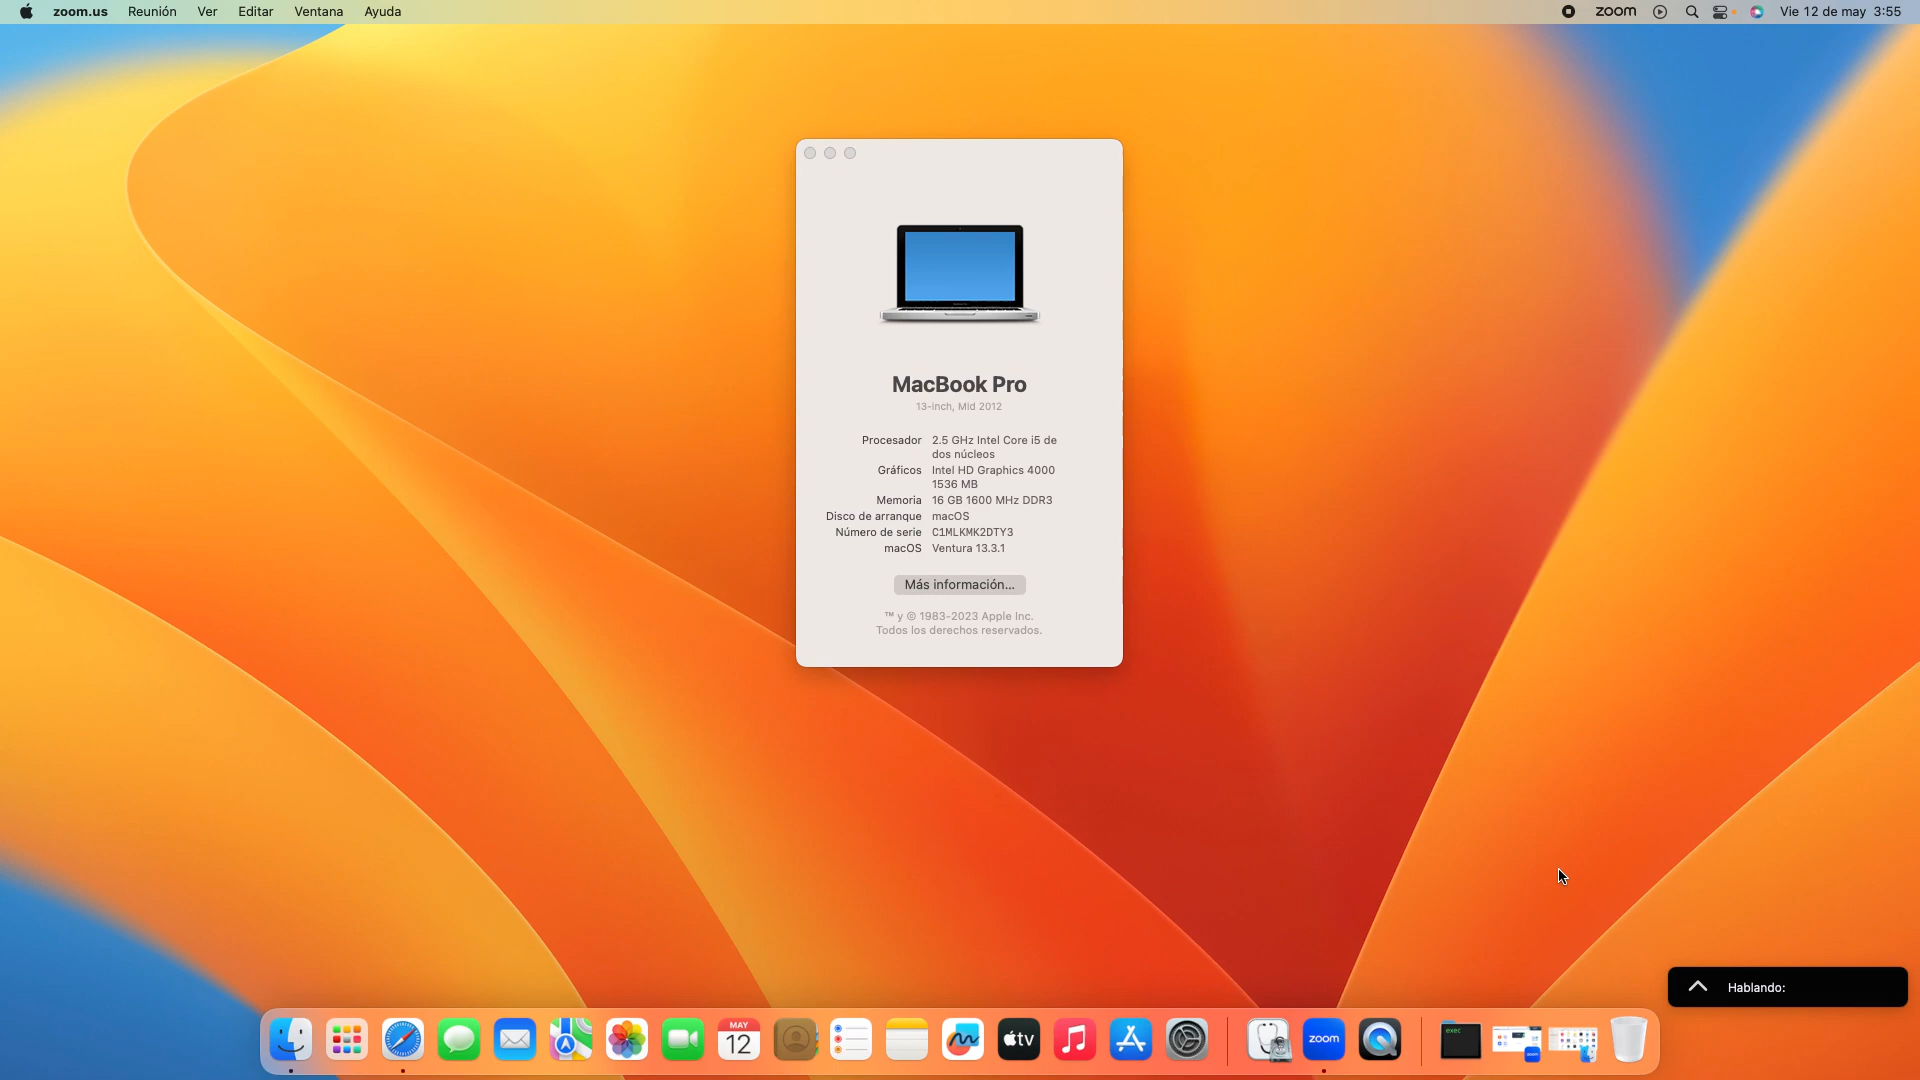 zoom.us Reunión Ver Editar Ventana Ayuda
zoom Vie 12 de may 3:55
MacBook Pro
13-inch, Mid 2012
Procesador 2.5 GHz Intel Core i5 de
dos núcleos
Gráficos Intel HD Graphics 4000
1536 MB
Memoria 16 GB 1600 MHz DDR3
Disco de arranque macOS
Número de serie C1MLKMK2DTY3
macOS Ventura 13.3.1
Más información...
™ y © 1983-2023 Apple Inc.
Todos los derechos reservados.
Hablando:
MAY
12
tv
zoom
exec